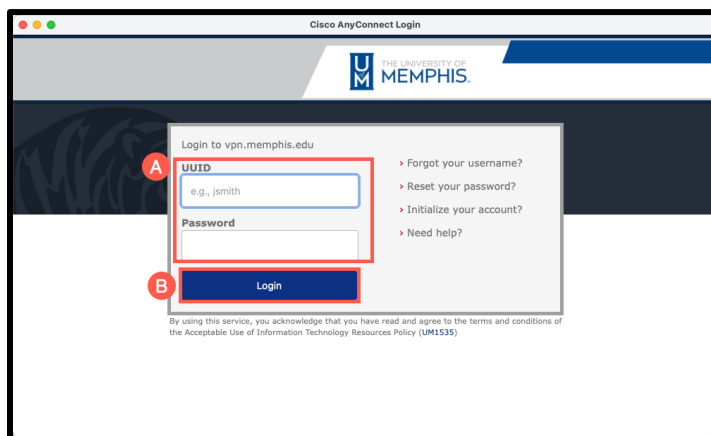 Cisco AnyConnect Login
UM
THE UNIVERSITY OF
MEMPHIS.
Login to vpn.memphis.edu
A
UUID
e.g., jsmith
Password
B
Login
› Forgot your username?
› Reset your password?
› Initialize your account?
› Need help?
By using this service, you acknowledge that you have read and agree to the terms and conditions of
the Acceptable Use of Information Technology Resources Policy (UM1535)